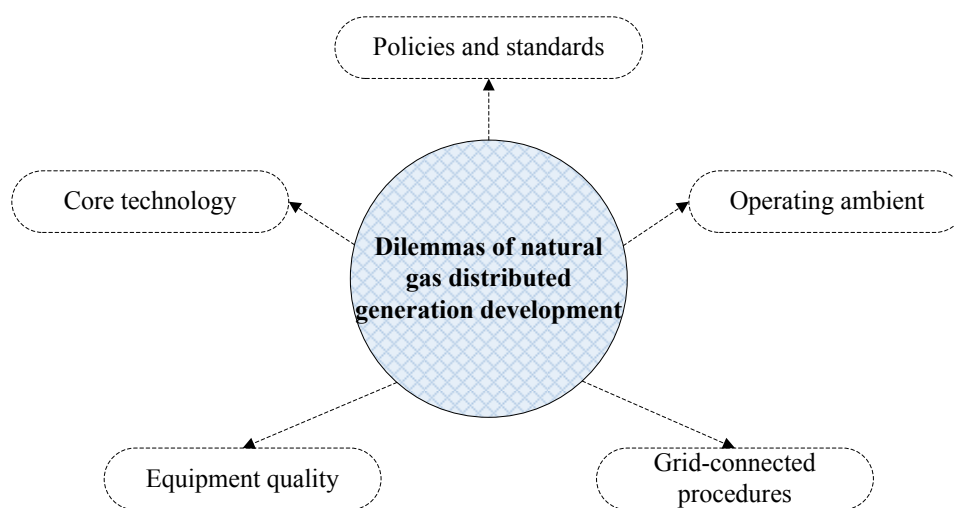 Policies and standards
Core technology
Operating ambient
Dilemmas of natural
gas distributed
generation development
Equipment quality
Grid-connected
procedures